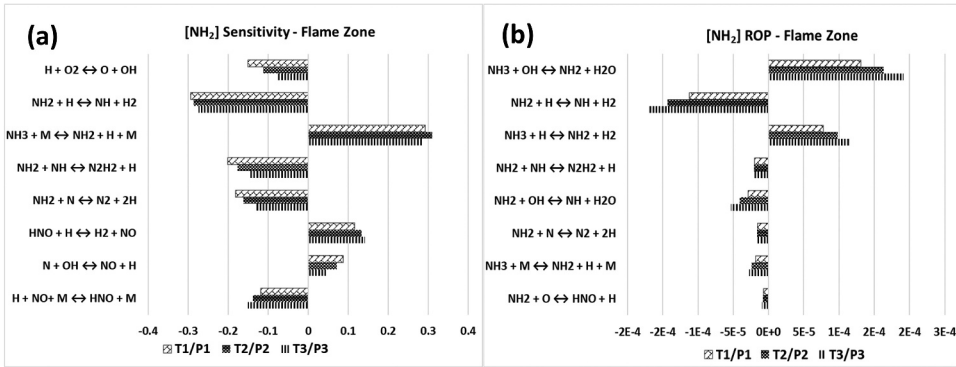 (a)
[NH2] Sensitivity - Flame Zone
H + O2 ↔ O + OH
NH2 + H ↔ NH + H2
NH3 + M ↔ NH2 + H + M
NH2 + NH ↔ N2H2 + H
NH2 + N ↔ N2 + 2H
HNO + H ↔ H2 + NO
N + OH ↔ NO + H
H + NO+ M ↔ HNO + M
-0.4 -0.3 -0.2 -0.1 0 0.1 0.2 0.3 0.4
T1/P1 T2/P2 T3/P3
(b)
[NH₂] ROP - Flame Zone
NH3 + OH ↔ NH2 + H2O
NH2 + H ↔ NH + H2
NH3 + H ↔ NH2 + H2
NH2 + NH ↔ N2H2 + H
NH2 + OH ↔ NH + H2O
NH2 + N ↔ N2 + 2H
NH3 + M ↔ NH2 + H + M
NH2 + O ↔ HNO + H
-2E-4 -2E-4 -1E-4 -5E-5 0E+0 5E-5 1E-4 2E-4 2E-4 3E-4
T1/P1 T2/P2 T3/P3